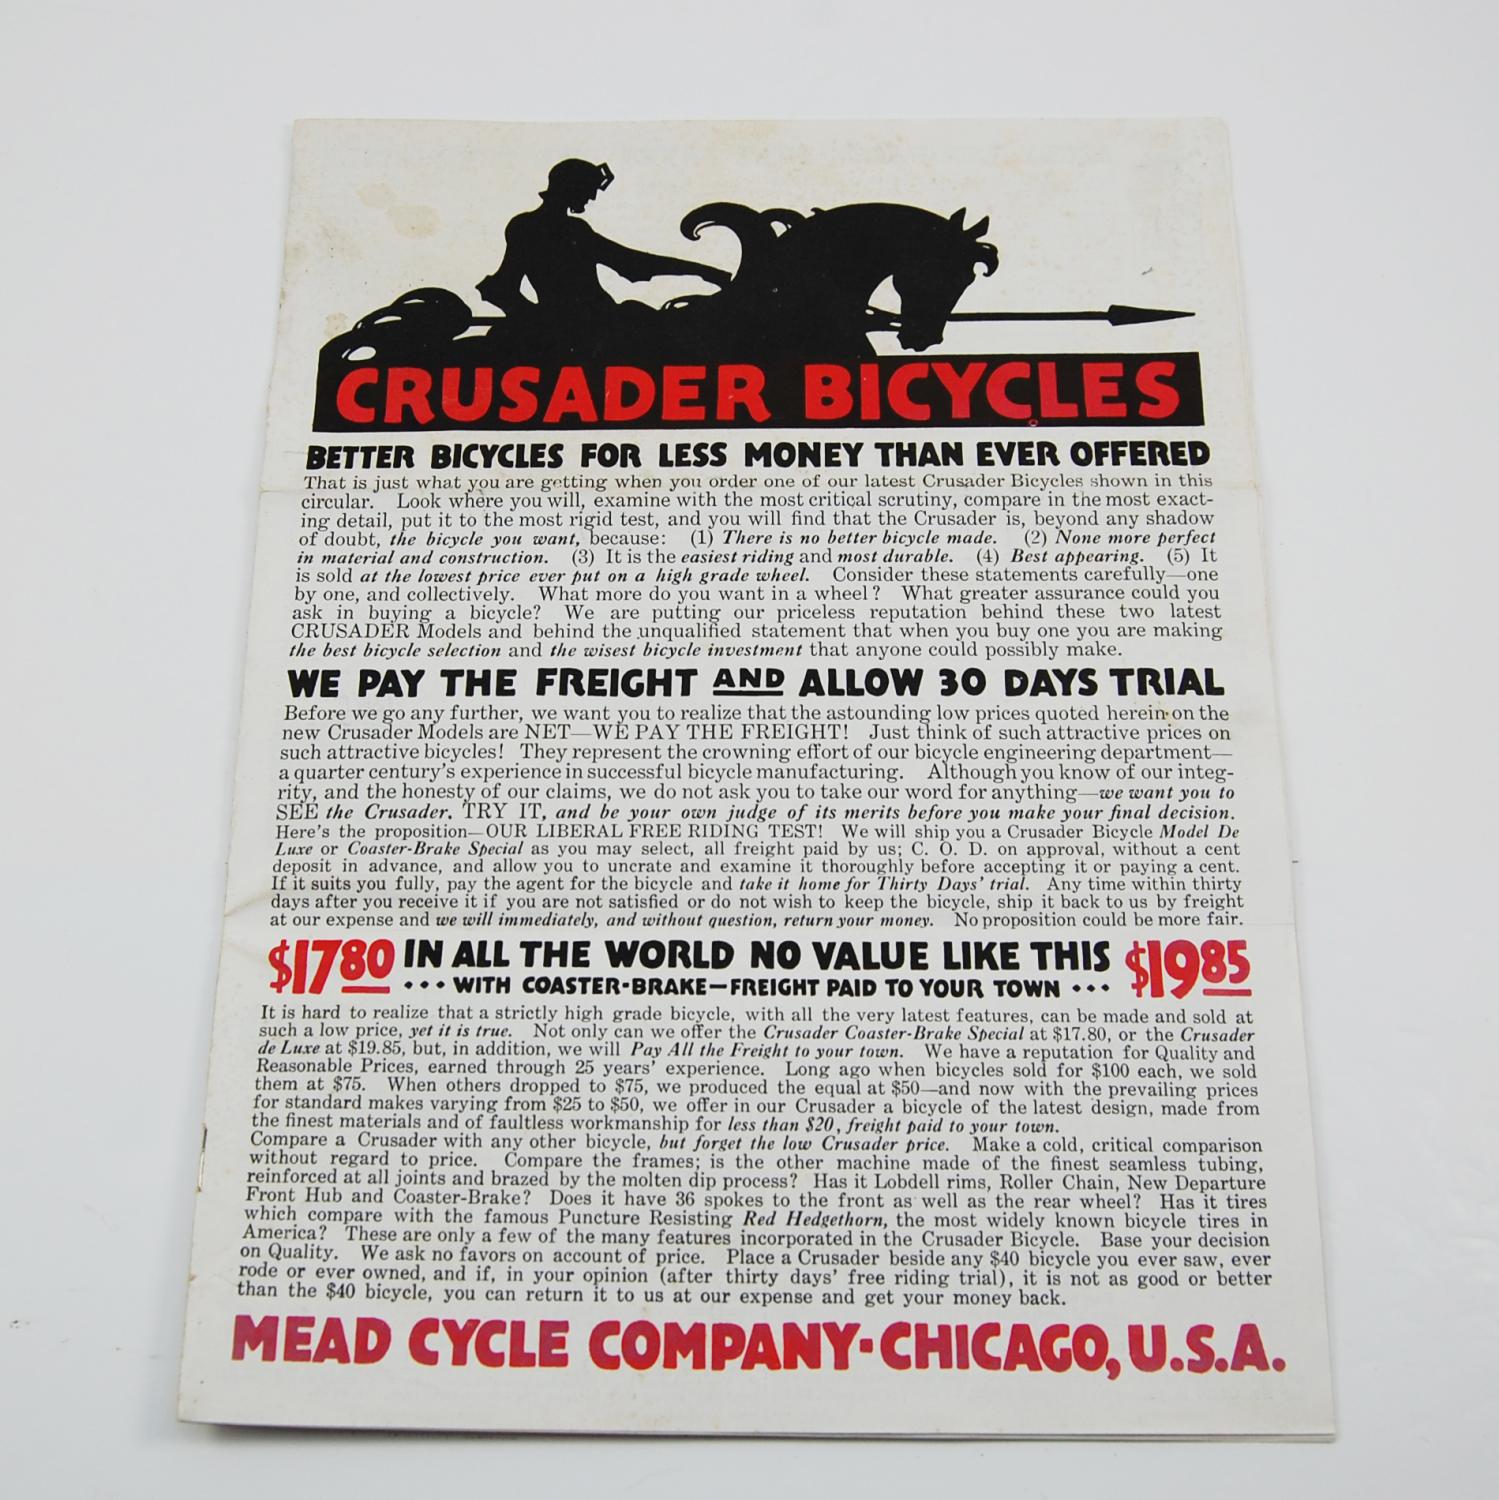 CRUSADER BICYCLES
BETTER BICYCLES FOR LESS MONEY THAN EVER OFFERED
That is just what you are getting when you order one of our latest Crusader Bicycles shown in this
circular. Look where you will, examine with the most critical scrutiny, compare in the most exact-
ing detail, put it to the most rigid test, and you will find that the Crusader is, beyond any shadow
of doubt, the bicycle you want, because: (1) There is no better bicycle made. (2) None more perfect
in material and construction. (3) It is the easiest riding and most durable. (4) Best appearing. (5) It
is sold at the lowest price ever put on a high grade wheel. Consider these statements carefully—one
by one, and collectively. What more do you want in a wheel? What greater assurance could you
ask in buying a bicycle? We are putting our priceless reputation behind these two latest
CRUSADER Models and behind the unqualified statement that when you buy one you are making
the best bicycle selection and the wisest bicycle investment that anyone could possibly make.
WE PAY THE FREIGHT AND ALLOW 30 DAYS TRIAL
Before we go any further, we want you to realize that the astounding low prices quoted herein on the
new Crusader Models are NET—WE PAY THE FREIGHT! Just think of such attractive prices on
such attractive bicycles! They represent the crowning effort of our bicycle engineering department—
a quarter century's experience in successful bicycle manufacturing. Although you know of our integ-
rity, and the honesty of our claims, we do not ask you to take our word for anything—we want you to
SEE the Crusader, TRY IT, and be your own judge of its merits before you make your final decision.
Here's the proposition—OUR LIBERAL FREE RIDING TEST! We will ship you a Crusader Bicycle Model De
Luxe or Coaster-Brake Special as you may select, all freight paid by us; C. O. D. on approval, without a cent
deposit in advance, and allow you to uncrate and examine it thoroughly before accepting it or paying a cent.
If it suits you fully, pay the agent for the bicycle and take it home for Thirty Days' trial. Any time within thirty
days after you receive it if you are not satisfied or do not wish to keep the bicycle, ship it back to us by freight
at our expense and we will immediately, and without question, return your money. No proposition could be more fair.
$17.80 IN ALL THE WORLD NO VALUE LIKE THIS $19.85
••• WITH COASTER-BRAKE—FREIGHT PAID TO YOUR TOWN •••
It is hard to realize that a strictly high grade bicycle, with all the very latest features, can be made and sold at
such a low price, yet it is true. Not only can we offer the Crusader Coaster-Brake Special at $17.80, or the Crusader
de Luxe at $19.85, but, in addition, we will Pay All the Freight to your town. We have a reputation for Quality and
Reasonable Prices, earned through 25 years' experience. Long ago when bicycles sold for $100 each, we sold
them at $75. When others dropped to $75, we produced the equal at $50—and now with the prevailing prices
for standard makes varying from $25 to $50, we offer in our Crusader a bicycle of the latest design, made from
the finest materials and of faultless workmanship for less than $20, freight paid to your town.
Compare a Crusader with any other bicycle, but forget the low Crusader price. Make a cold, critical comparison
without regard to price. Compare the frames; is the other machine made of the finest seamless tubing,
reinforced at all joints and brazed by the molten dip process? Has it Lobdell rims, Roller Chain, New Departure
Front Hub and Coaster-Brake? Does it have 36 spokes to the front as well as the rear wheel? Has it tires
which compare with the famous Puncture Resisting Red Hedgethorn, the most widely known bicycle tires in
America? These are only a few of the many features incorporated in the Crusader Bicycle. Base your decision
on Quality. We ask no favors on account of price. Place a Crusader beside any $40 bicycle you ever saw, ever
rode or ever owned, and if, in your opinion (after thirty days' free riding trial), it is not as good or better
than the $40 bicycle, you can return it to us at our expense and get your money back.
MEAD CYCLE COMPANY-CHICAGO, U.S.A.